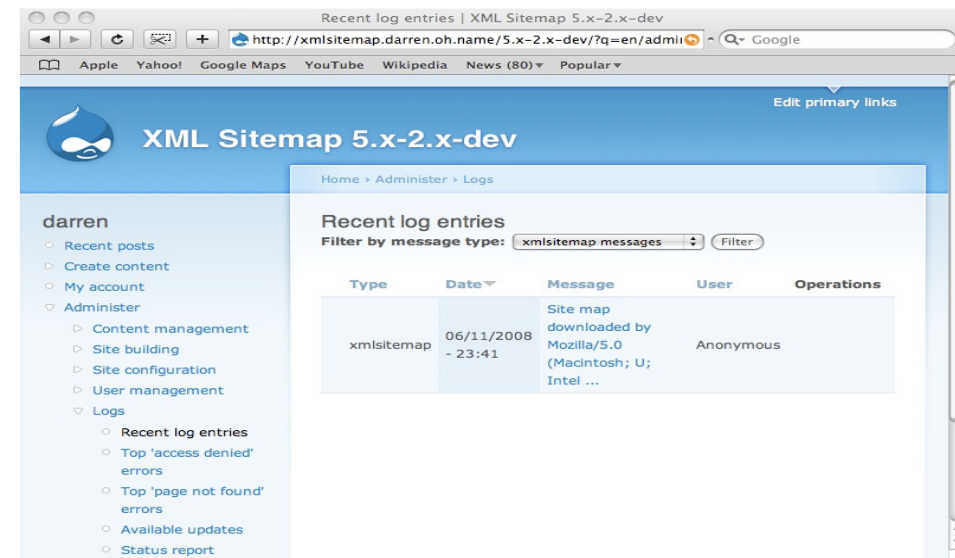 Recent log entries | XML Sitemap 5.x-2.x-dev
http://xmlsitemap.darren.oh.name/5.x-2.x-dev/?q=en/admi
Google
Apple Yahoo! Google Maps YouTube Wikipedia News (80) Popular
Edit primary links
XML Sitemap 5.x-2.x-dev
Home › Administer › Logs
darren
Recent posts
Create content
My account
Administer
Content management
Site building
Site configuration
User management
Logs
Recent log entries
Top 'access denied'
errors
Top 'page not found'
errors
Available updates
Status report
Recent log entries
Filter by message type: xmlsitemap messages Filter
Type Date Message User Operations
xmlsitemap
06/11/2008
- 23:41
Site map
downloaded by
Mozilla/5.0
(Macintosh; U;
Intel ...
Anonymous